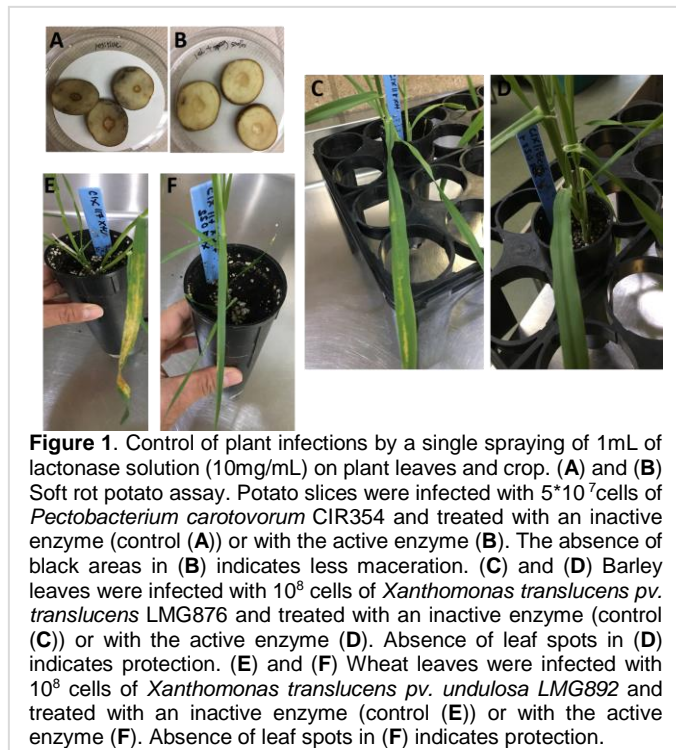 A
B
C
D
E
F
positive
Figure 1. Control of plant infections by a single spraying of 1mL of
lactonase solution (10mg/mL) on plant leaves and crop. (A) and (B)
Soft rot potato assay. Potato slices were infected with 5*10⁷cells of
Pectobacterium carotovorum CIR354 and treated with an inactive
enzyme (control (A)) or with the active enzyme (B). The absence of
black areas in (B) indicates less maceration. (C) and (D) Barley
leaves were infected with 10⁸ cells of Xanthomonas translucens pv.
translucens LMG876 and treated with an inactive enzyme (control
(C)) or with the active enzyme (D). Absence of leaf spots in (D)
indicates protection. (E) and (F) Wheat leaves were infected with
10⁸ cells of Xanthomonas translucens pv. undulosa LMG892 and
treated with an inactive enzyme (control (E)) or with the active
enzyme (F). Absence of leaf spots in (F) indicates protection.